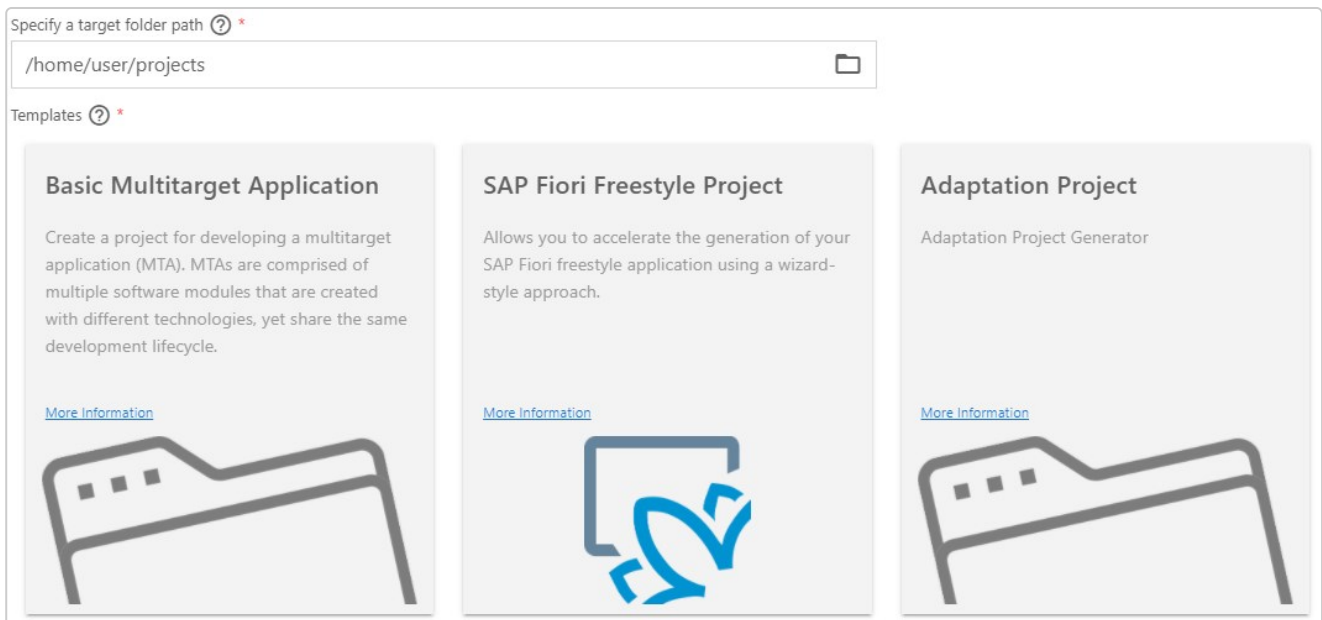 Specify a target folder path ? *
/home/user/projects
Templates ? *
Basic Multitarget Application
Create a project for developing a multitarget
application (MTA). MTAs are comprised of
multiple software modules that are created
with different technologies, yet share the same
development lifecycle.
More Information
SAP Fiori Freestyle Project
Allows you to accelerate the generation of your
SAP Fiori freestyle application using a wizard-
style approach.
More Information
Adaptation Project
Adaptation Project Generator
More Information